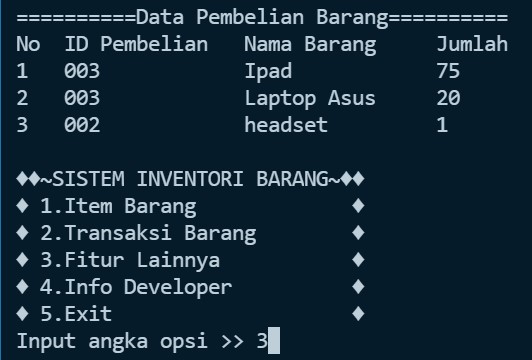 ==========Data Pembelian Barang==========
No  ID Pembelian   Nama Barang     Jumlah
1   003            Ipad            75
2   003            Laptop Asus     20
3   002            headset         1
♦♦~SISTEM INVENTORI BARANG~♦♦
♦ 1.Item Barang             ♦
♦ 2.Transaksi Barang        ♦
♦ 3.Fitur Lainnya           ♦
♦ 4.Info Developer          ♦
♦ 5.Exit                    ♦
Input angka opsi >> 3